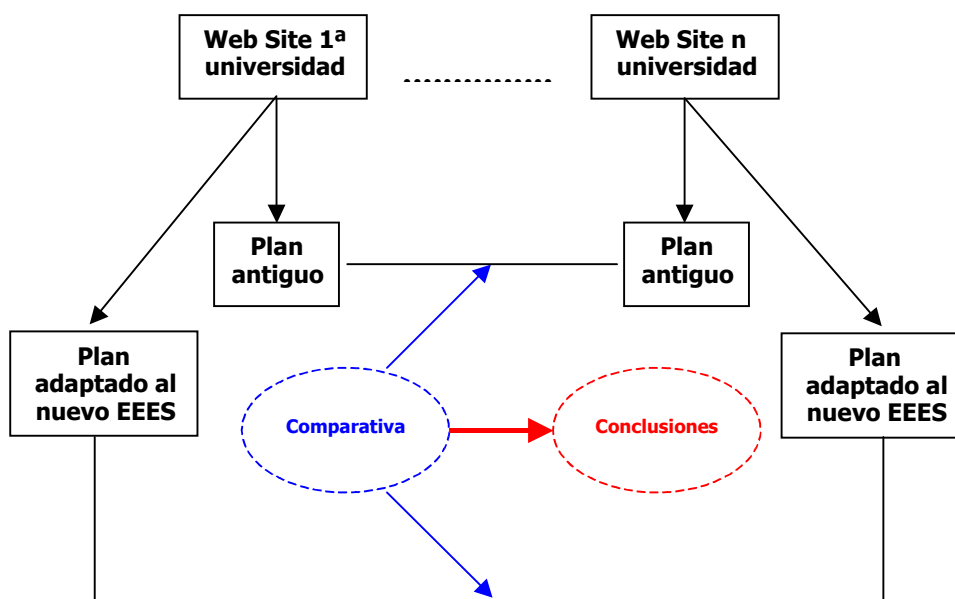 Web Site 1ª
universidad
Web Site n
universidad
Plan
antiguo
Plan
antiguo
Plan
adaptado al
nuevo EEES
Plan
adaptado al
nuevo EEES
Comparativa
Conclusiones